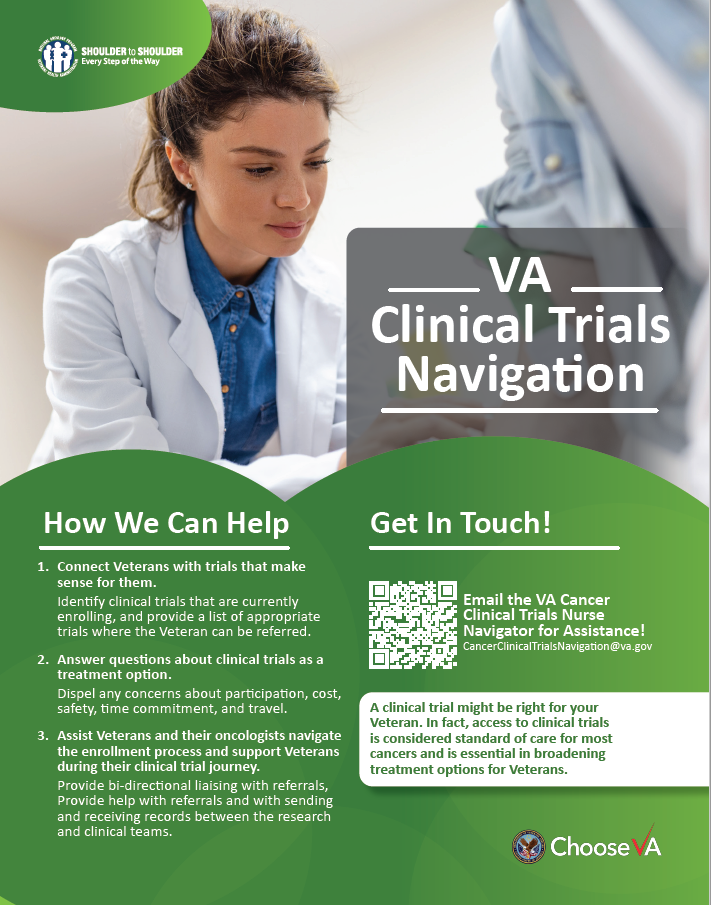 SHOULDER to SHOULDER
Every Step of the Way
VA
Clinical Trials
Navigation
How We Can Help
1. Connect Veterans with trials that make
sense for them.
Identify clinical trials that are currently
enrolling, and provide a list of appropriate
trials where the Veteran can be referred.
2. Answer questions about clinical trials as a
treatment option.
Dispel any concerns about participation, cost,
safety, time commitment, and travel.
3. Assist Veterans and their oncologists navigate
the enrollment process and support Veterans
during their clinical trial journey.
Provide bi-directional liaising with referrals,
Provide help with referrals and with sending
and receiving records between the research
and clinical teams.
Get In Touch!
Email the VA Cancer
Clinical Trials Nurse
Navigator for Assistance!
CancerClinicalTrialsNavigation@va.gov
A clinical trial might be right for your
Veteran. In fact, access to clinical trials
is considered standard of care for most
cancers and is essential in broadening
treatment options for Veterans.
Choose VA